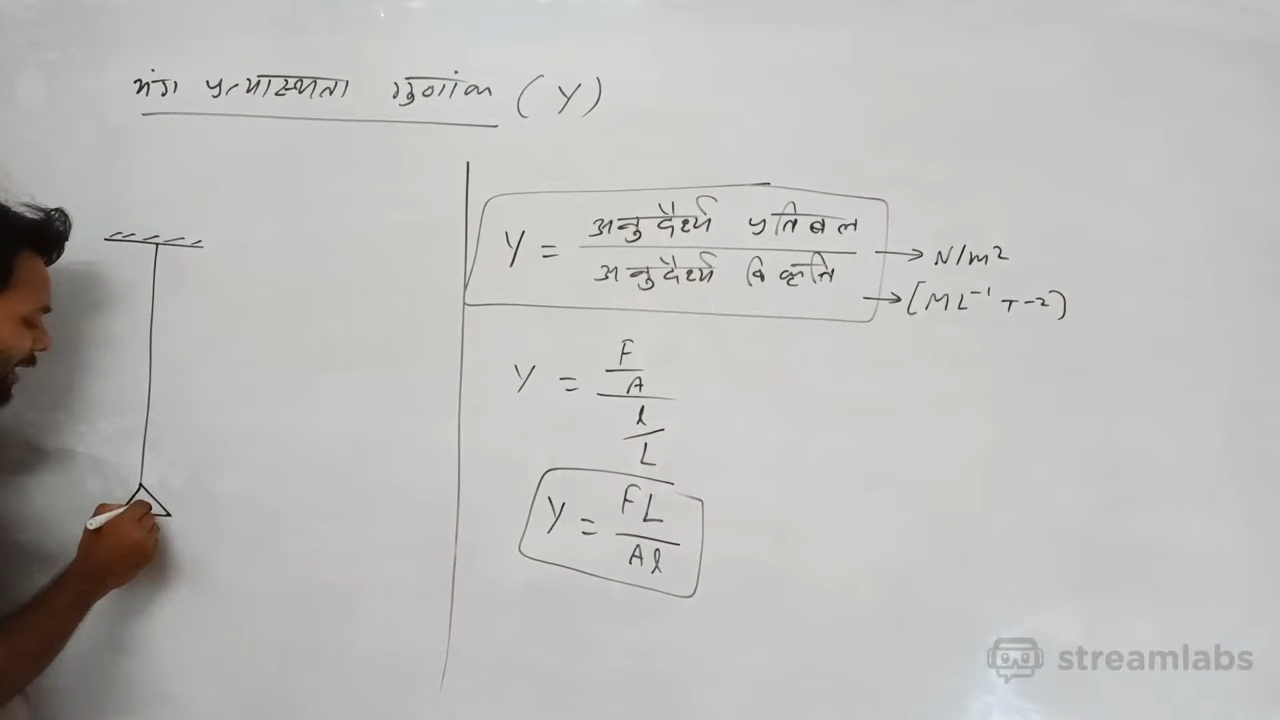 यंग प्रत्यास्थता गुणांक (Y)
Y = अनुदैर्ध्य प्रतिबल / अनुदैर्ध्य विकृति
→ N/m²
→ [ML⁻¹T⁻²]
Y = F/A / l/L
Y = FL/Al
streamlabs